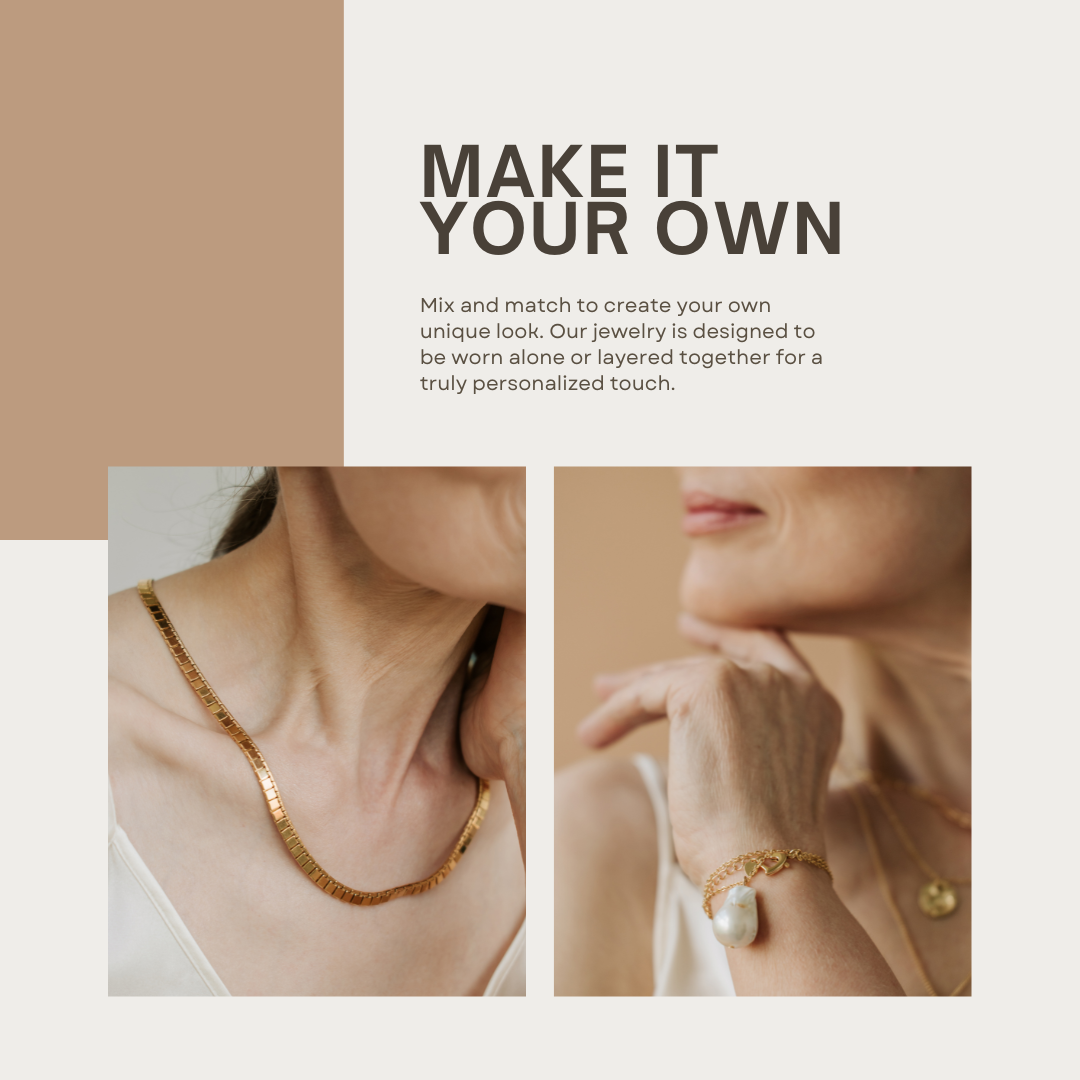 MAKE IT
YOUR OWN
Mix and match to create your own
unique look. Our jewelry is designed to
be worn alone or layered together for a
truly personalized touch.